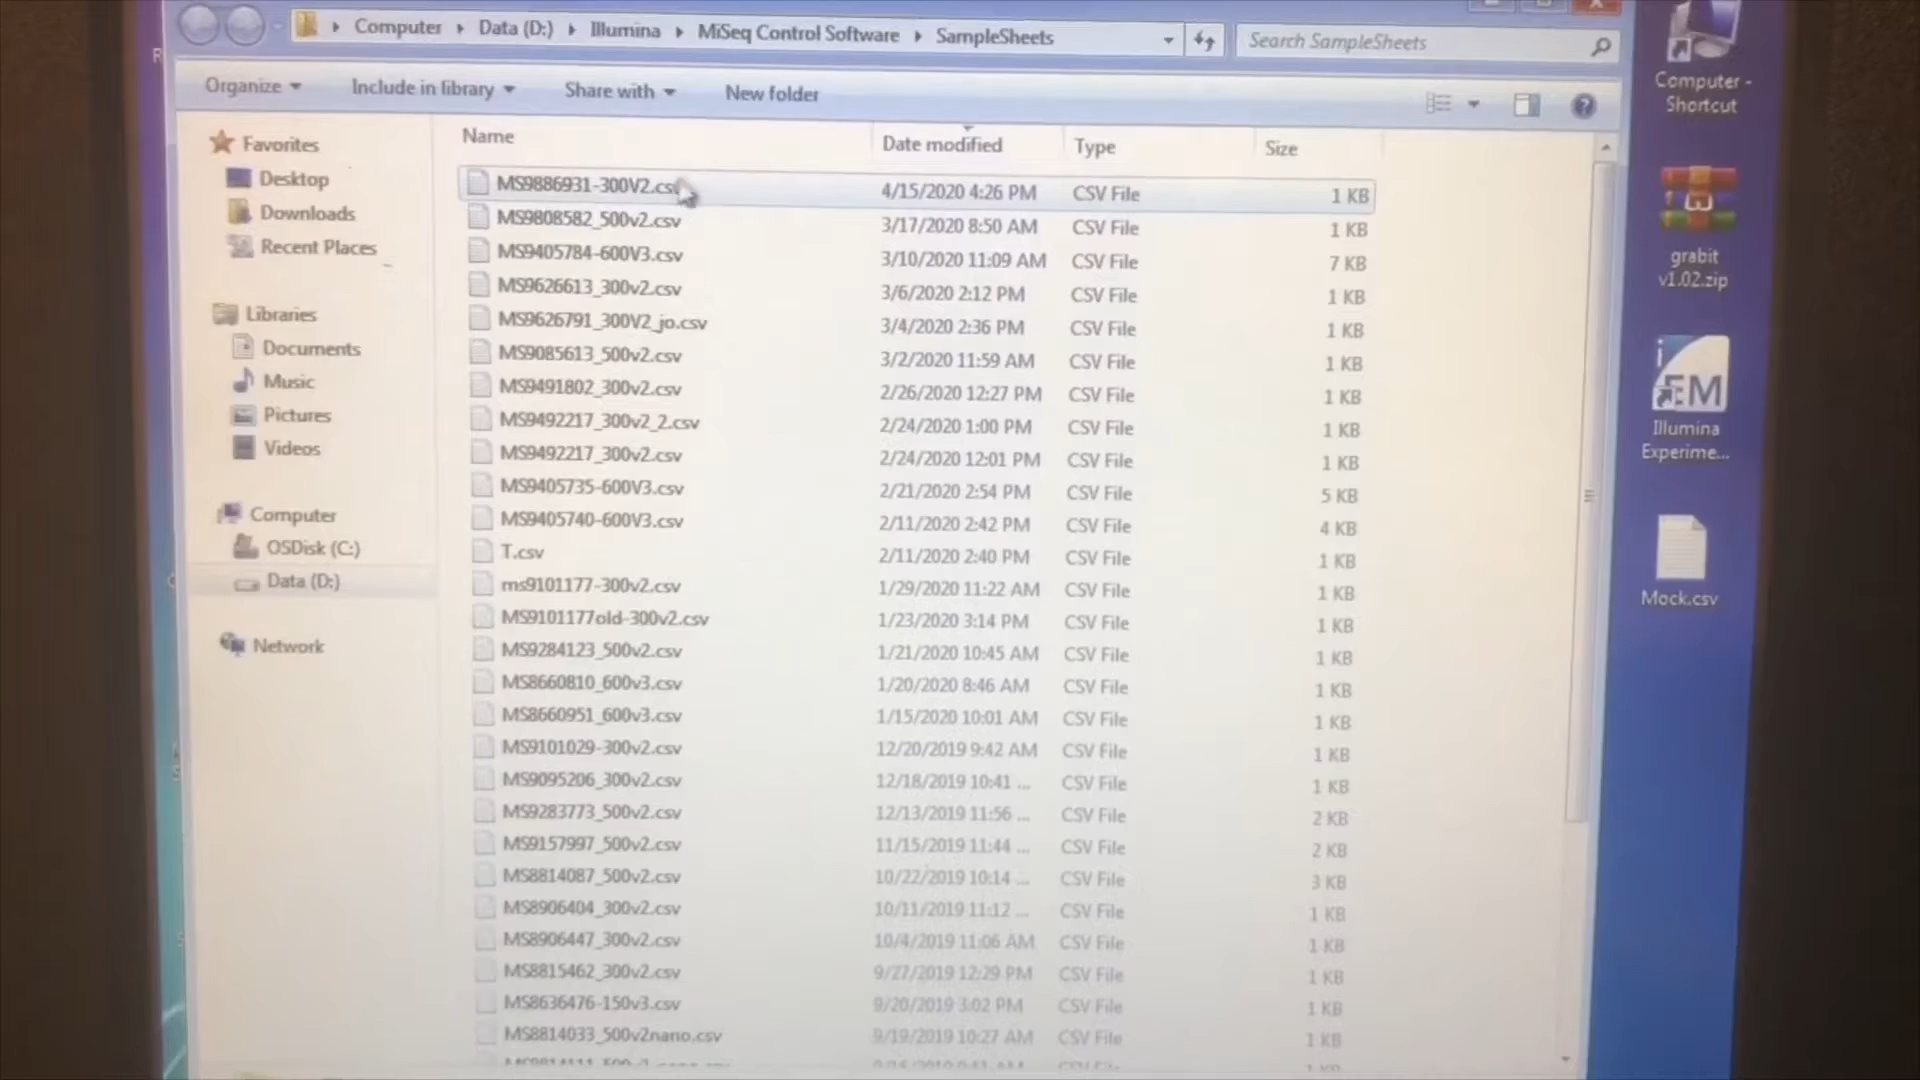 Computer Data (D:) Illumina MiSeq Control Software SampleSheets
Search SampleSheets
Organize Include in library Share with New folder
Name Date modified Type Size
MS9886931-300V2.cs 4/15/2020 4:26 PM CSV File 1 KB
MS9808582_500v2.csv 3/17/2020 8:50 AM CSV File 1 KB
MS9405784-600V3.csv 3/10/2020 11:09 AM CSV File 7 KB
MS9626613_300v2.csv 3/6/2020 2:12 PM CSV File 1 KB
MS9626791_300V2_jo.csv 3/4/2020 2:36 PM CSV File 1 KB
MS9085613_500v2.csv 3/2/2020 11:59 AM CSV File 1 KB
MS9491802_300v2.csv 2/26/2020 12:27 PM CSV File 1 KB
MS9492217_300v2_2.csv 2/24/2020 1:00 PM CSV File 1 KB
MS9492217_300v2.csv 2/24/2020 12:01 PM CSV File 1 KB
MS9405735-600V3.csv 2/21/2020 2:54 PM CSV File 5 KB
MS9405740-600V3.csv 2/11/2020 2:42 PM CSV File 4 KB
T.csv 2/11/2020 2:40 PM CSV File 1 KB
ms9101177-300v2.csv 1/29/2020 11:22 AM CSV File 1 KB
MS9101177old-300v2.csv 1/23/2020 3:14 PM CSV File 1 KB
MS9284123_500v2.csv 1/21/2020 10:45 AM CSV File 1 KB
MS8660810_600v3.csv 1/20/2020 8:46 AM CSV File 1 KB
MS8660951_600v3.csv 1/15/2020 10:01 AM CSV File 1 KB
MS9101029-300v2.csv 12/20/2019 9:42 AM CSV File 1 KB
MS9095206_300v2.csv 12/18/2019 10:41 ... CSV File 1 KB
MS9283773_500v2.csv 12/13/2019 11:56 ... CSV File 2 KB
MS9157997_500v2.csv 11/15/2019 11:44 ... CSV File 2 KB
MS8814087_500v2.csv 10/22/2019 10:14 ... CSV File 3 KB
MS8906404_300v2.csv 10/11/2019 11:12 ... CSV File 1 KB
MS8906447_300v2.csv 10/4/2019 11:06 AM CSV File 1 KB
MS8815462_300v2.csv 9/27/2019 12:29 PM CSV File 1 KB
MS8636476-150v3.csv 9/20/2019 3:02 PM CSV File 1 KB
MS8814033_500v2nano.csv 9/19/2019 10:27 AM CSV File 1 KB
Favorites
Desktop
Downloads
Recent Places
Libraries
Documents
Music
Pictures
Videos
Computer
OSDisk (C:)
Data (D:)
Network
Computer -
Shortcut
grabit
v1.02.zip
iEM
Illumina
Experime...
Mock.csv